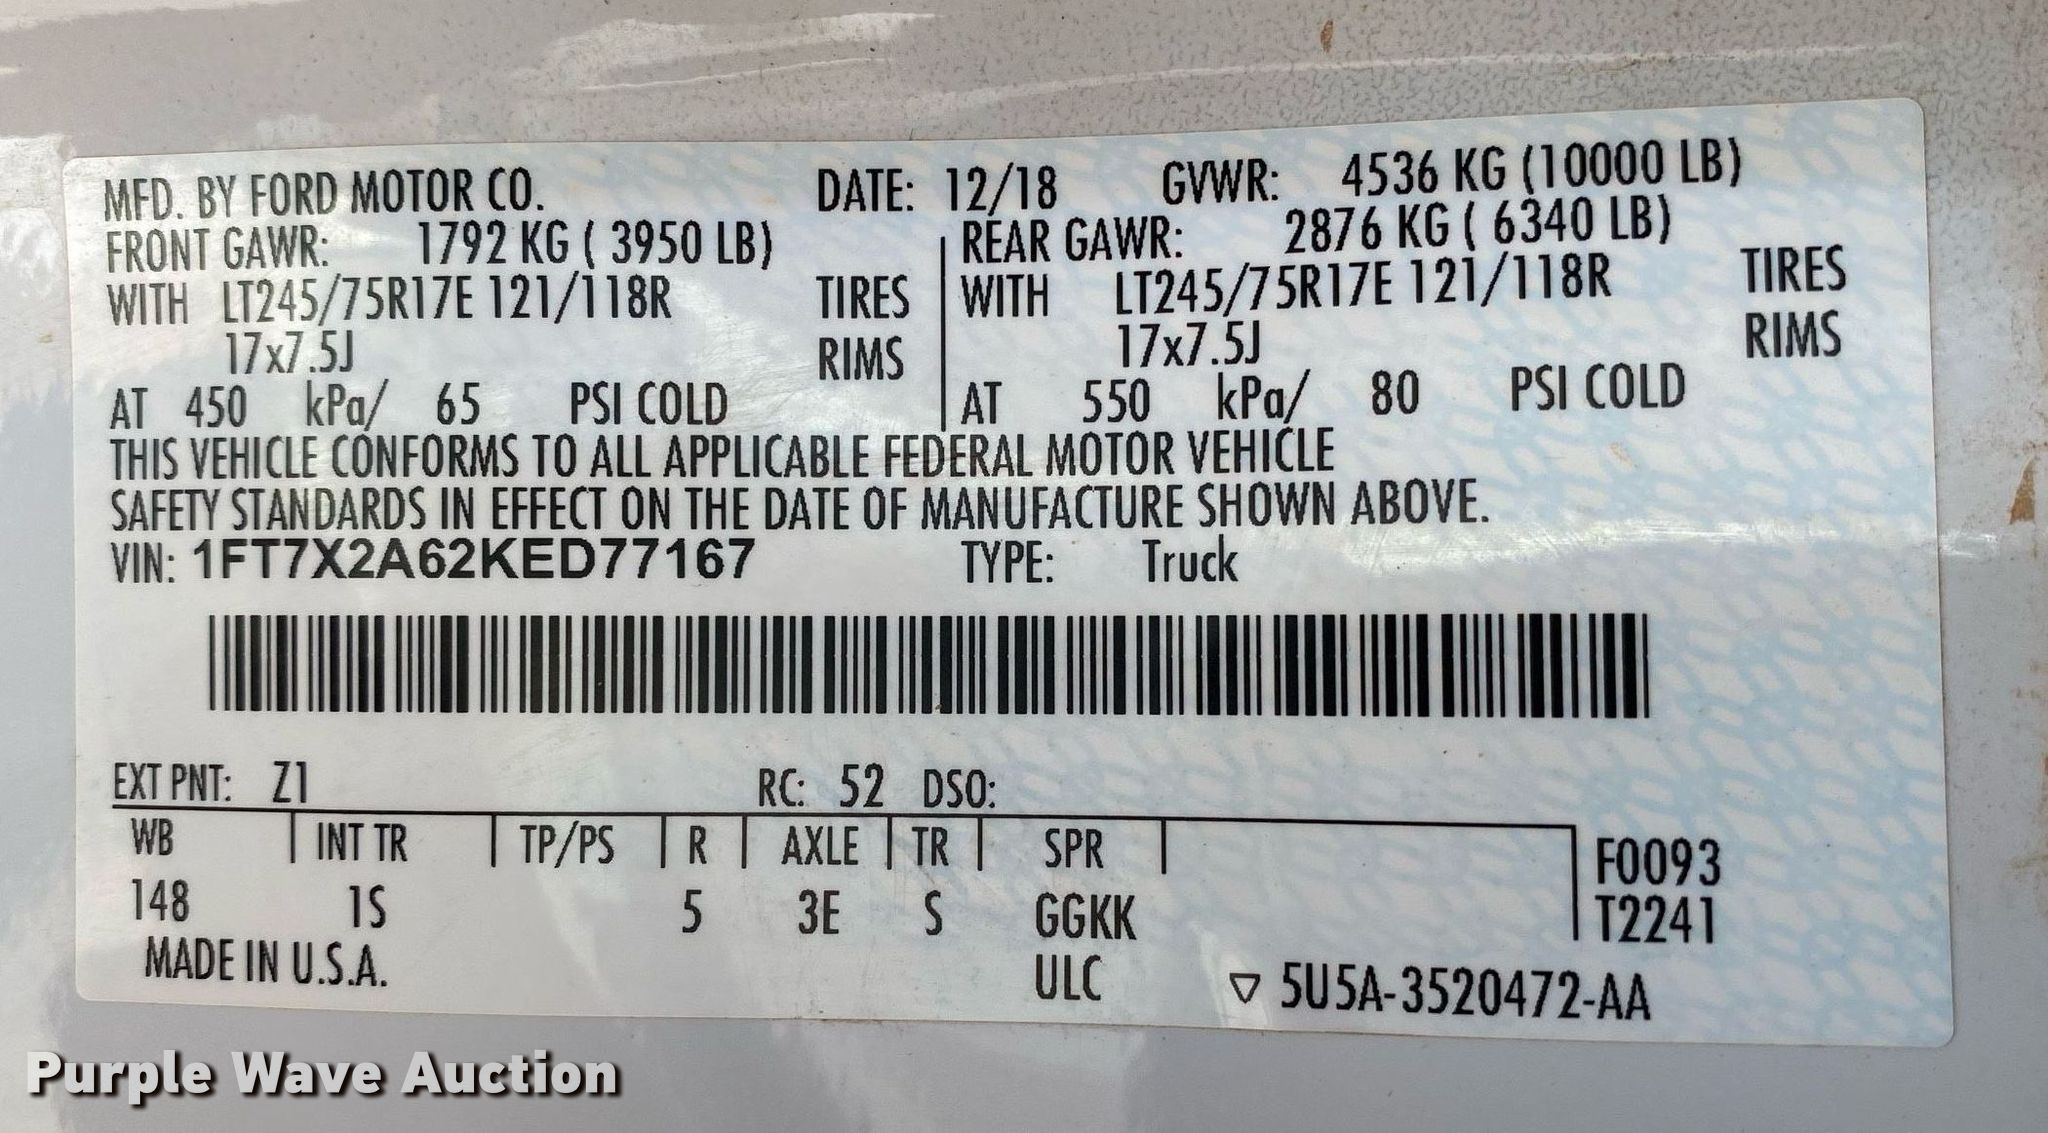 MFD. BY FORD MOTOR CO. DATE: 12/18 GVWR: 4536 KG (10000 LB)
FRONT GAWR: 1792 KG ( 3950 LB) REAR GAWR: 2876 KG ( 6340 LB)
WITH LT245/75R17E 121/118R TIRES WITH LT245/75R17E 121/118R TIRES
17x7.5J RIMS 17x7.5J RIMS
AT 450 kPa/ 65 PSI COLD AT 550 kPa/ 80 PSI COLD
THIS VEHICLE CONFORMS TO ALL APPLICABLE FEDERAL MOTOR VEHICLE
SAFETY STANDARDS IN EFFECT ON THE DATE OF MANUFACTURE SHOWN ABOVE.
VIN: 1FT7X2A62KED77167 TYPE: Truck
EXT PNT: Z1 RC: 52 DSO:
WB INT TR TP/PS R AXLE TR SPR F0093
148 1S 5 3E S GGKK T2241
MADE IN U.S.A. ULC ▽ 5U5A-3520472-AA
Purple Wave Auction